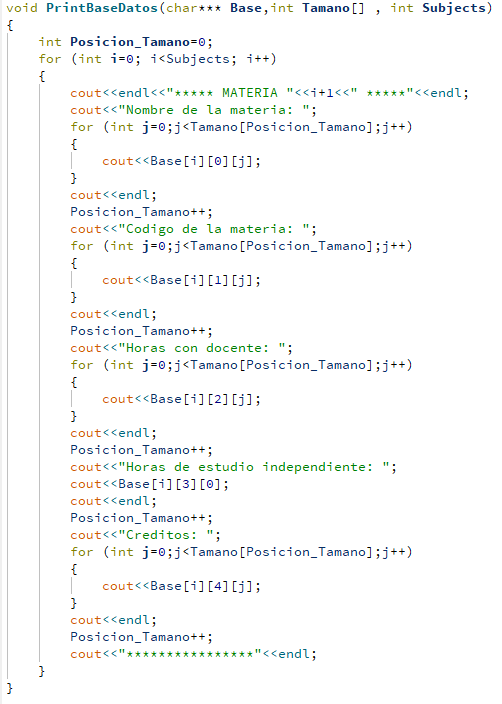 void PrintBaseDatos(char*** Base,int Tamano[] , int Subjects)
{
    int Posicion_Tamano=0;
    for (int i=0; i<Subjects; i++)
    {
        cout<<endl<<"***** MATERIA "<<i+1<<" *****"<<endl;
        cout<<"Nombre de la materia: ";
        for (int j=0;j<Tamano[Posicion_Tamano];j++)
        {
            cout<<Base[i][0][j];
        }
        cout<<endl;
        Posicion_Tamano++;
        cout<<"Codigo de la materia: ";
        for (int j=0;j<Tamano[Posicion_Tamano];j++)
        {
            cout<<Base[i][1][j];
        }
        cout<<endl;
        Posicion_Tamano++;
        cout<<"Horas con docente: ";
        for (int j=0;j<Tamano[Posicion_Tamano];j++)
        {
            cout<<Base[i][2][j];
        }
        cout<<endl;
        Posicion_Tamano++;
        cout<<"Horas de estudio independiente: ";
        cout<<Base[i][3][0];
        cout<<endl;
        Posicion_Tamano++;
        cout<<"Creditos: ";
        for (int j=0;j<Tamano[Posicion_Tamano];j++)
        {
            cout<<Base[i][4][j];
        }
        cout<<endl;
        Posicion_Tamano++;
        cout<<"****************"<<endl;
    }
}